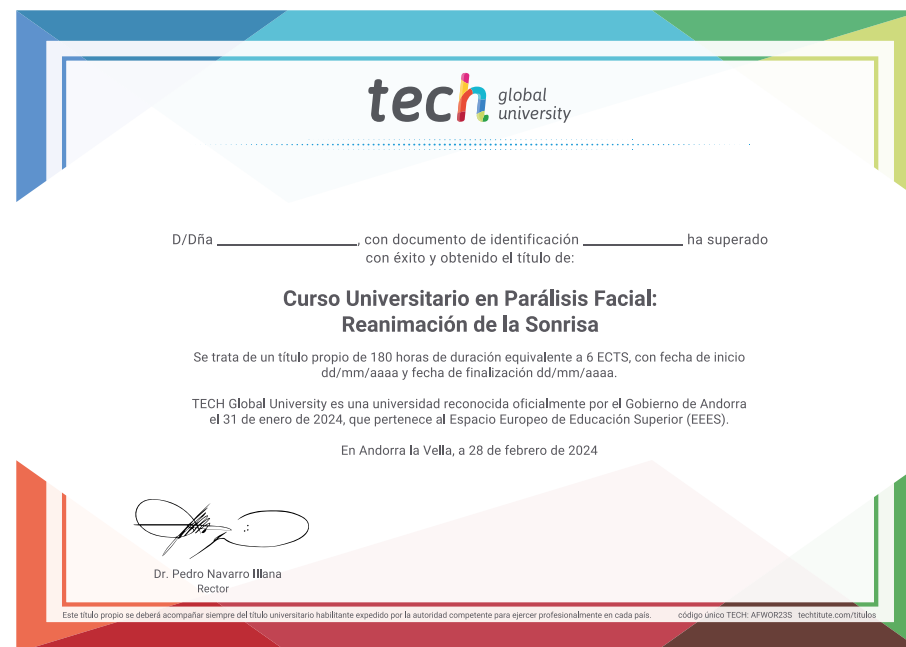 tech global university
D/Dña ____________________, con documento de identificación ______________ ha superado
con éxito y obtenido el título de:
Curso Universitario en Parálisis Facial:
Reanimación de la Sonrisa
Se trata de un título propio de 180 horas de duración equivalente a 6 ECTS, con fecha de inicio
dd/mm/aaaa y fecha de finalización dd/mm/aaaa.
TECH Global University es una universidad reconocida oficialmente por el Gobierno de Andorra
el 31 de enero de 2024, que pertenece al Espacio Europeo de Educación Superior (EEES).
En Andorra la Vella, a 28 de febrero de 2024
Dr. Pedro Navarro Illana
Rector
Este título propio se deberá acompañar siempre del título universitario habilitante expedido por la autoridad competente para ejercer profesionalmente en cada país. código único TECH: AFWOR23S techtitute.com/titulos